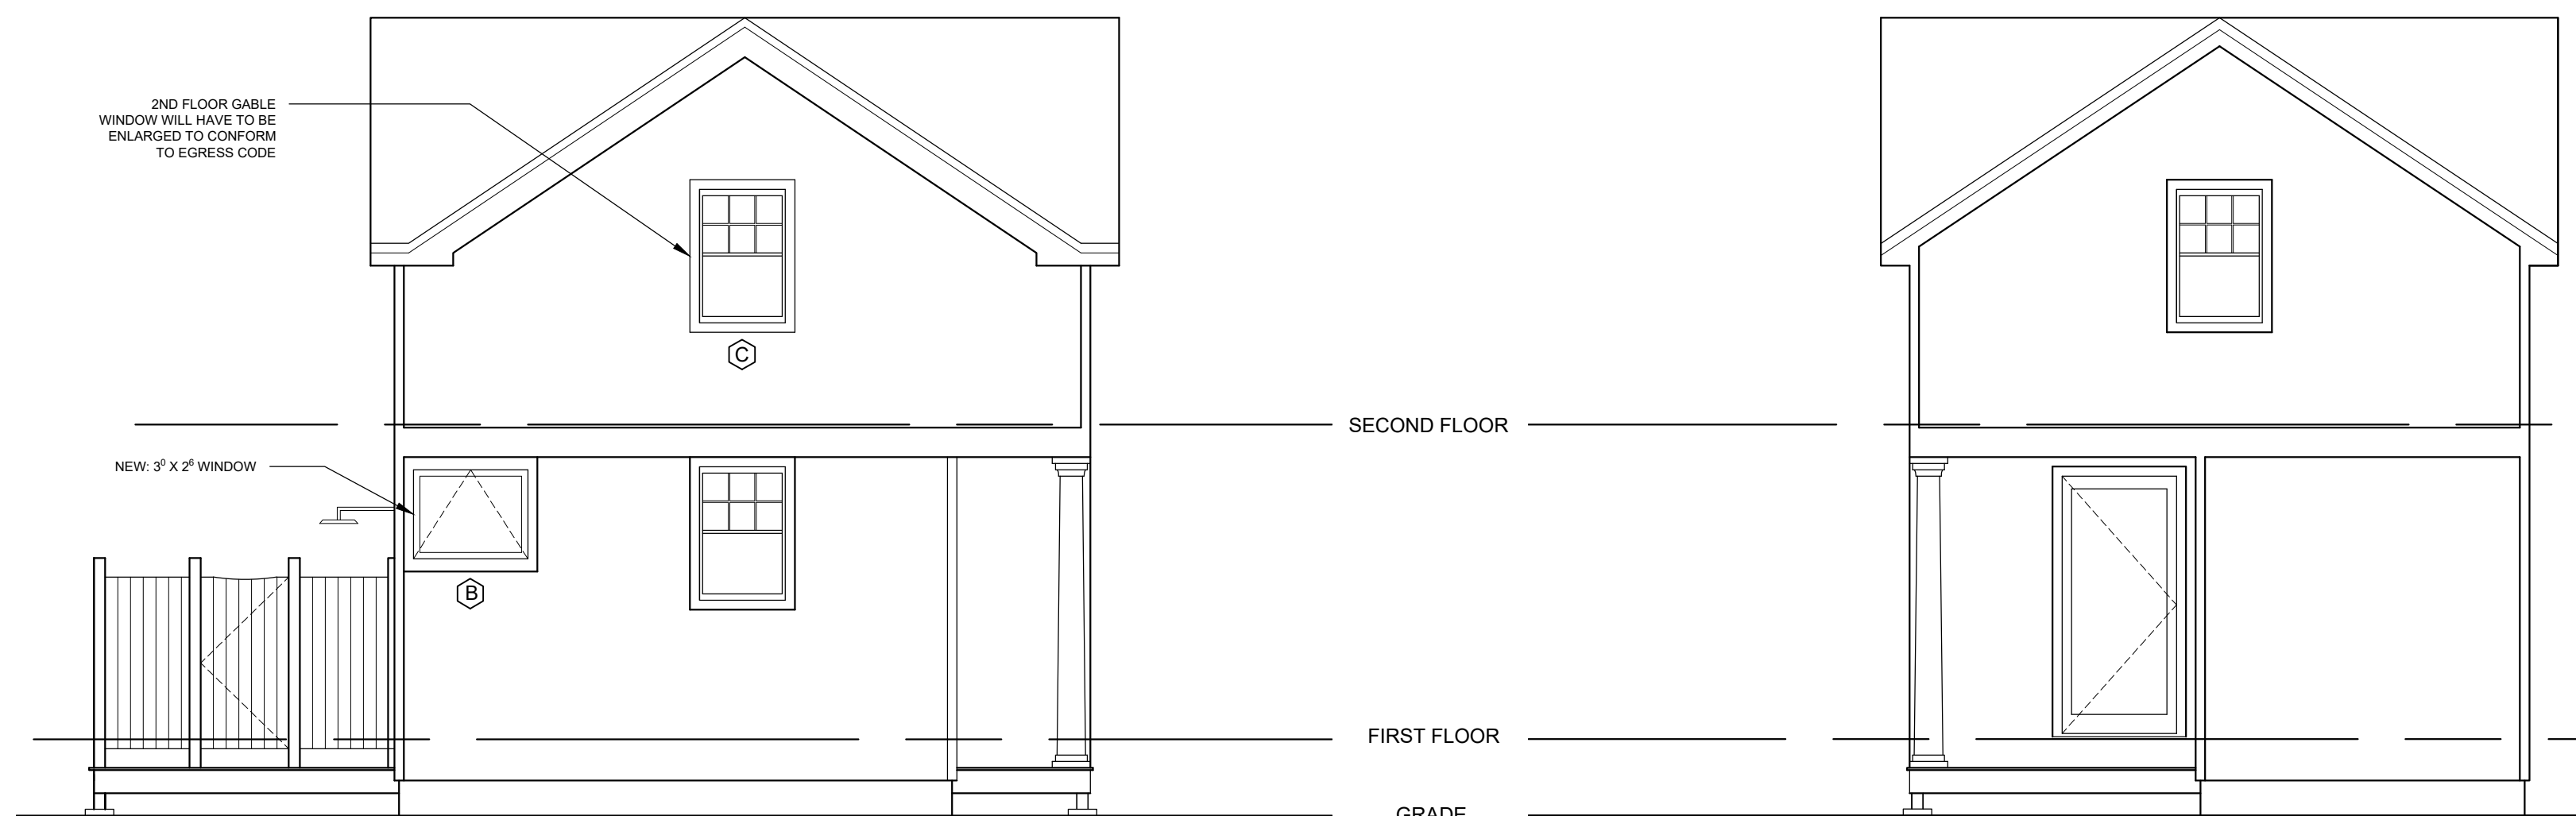 2ND FLOOR GABLE
WINDOW WILL HAVE TO BE
ENLARGED TO CONFORM
TO EGRESS CODE
C
SECOND FLOOR
NEW: 3⁰ X 2⁶ WINDOW
B
FIRST FLOOR
GRADE